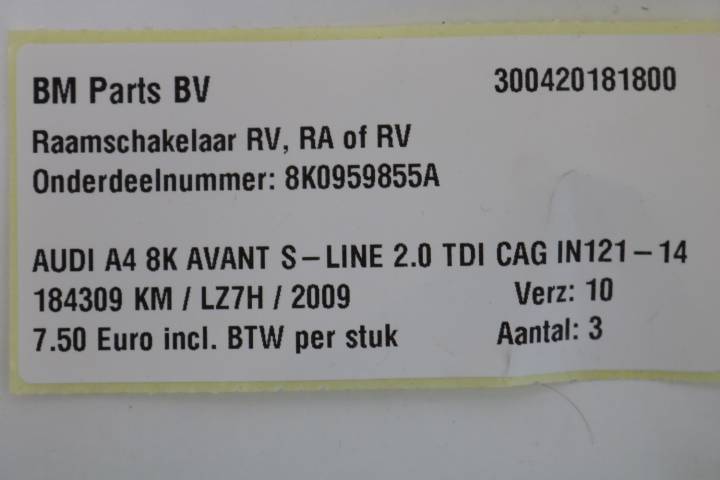 BM Parts BV 300420181800
Raamschakelaar RV, RA of RV
Onderdeelnummer: 8K0959855A
AUDI A4 8K AVANT S-LINE 2.0 TDI CAG IN121-14
184309 KM / LZ7H / 2009 Verz: 10
7.50 Euro incl. BTW per stuk Aantal: 3